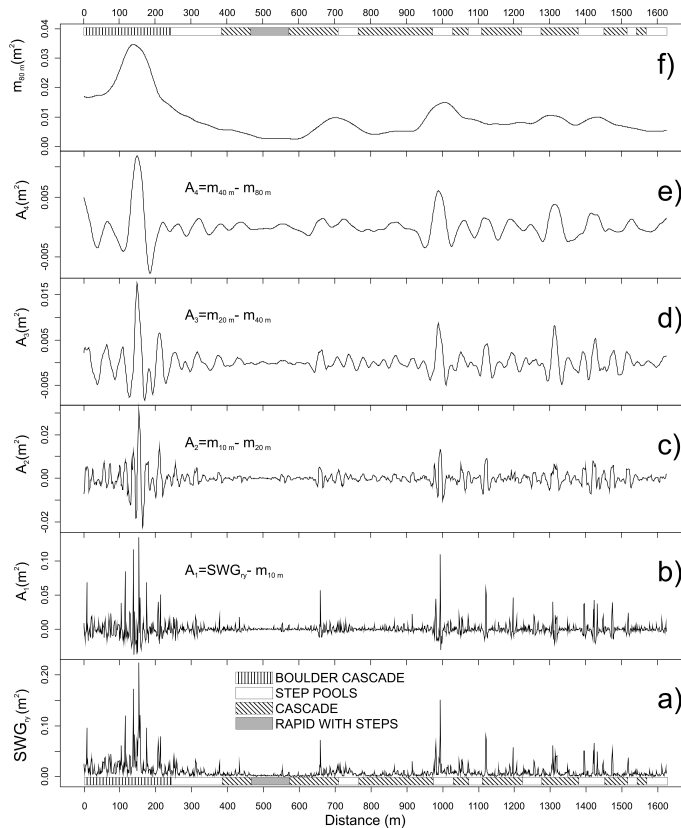 0 100 200 300 400 500 600 700 800 900 1000 1100 1200 1300 1400 1500 1600
0.00 0.01 0.02 0.03 0.04
m80 m(m²)
f)
-0.005 0.005
A4(m²)
A4=m40 m- m80 m
e)
-0.005 0.005 0.015
A3(m²)
A3=m20 m- m40 m
d)
-0.02 0.00 0.02
A2(m²)
A2=m10 m- m20 m
c)
0.00 0.05 0.10
A1(m²)
A1=SWGry- m10 m
b)
0.00 0.10 0.20
SWGry(m²)
BOULDER CASCADE
STEP POOLS
CASCADE
RAPID WITH STEPS
a)
0 100 200 300 400 500 600 700 800 900 1000 1100 1200 1300 1400 1500 1600
Distance (m)